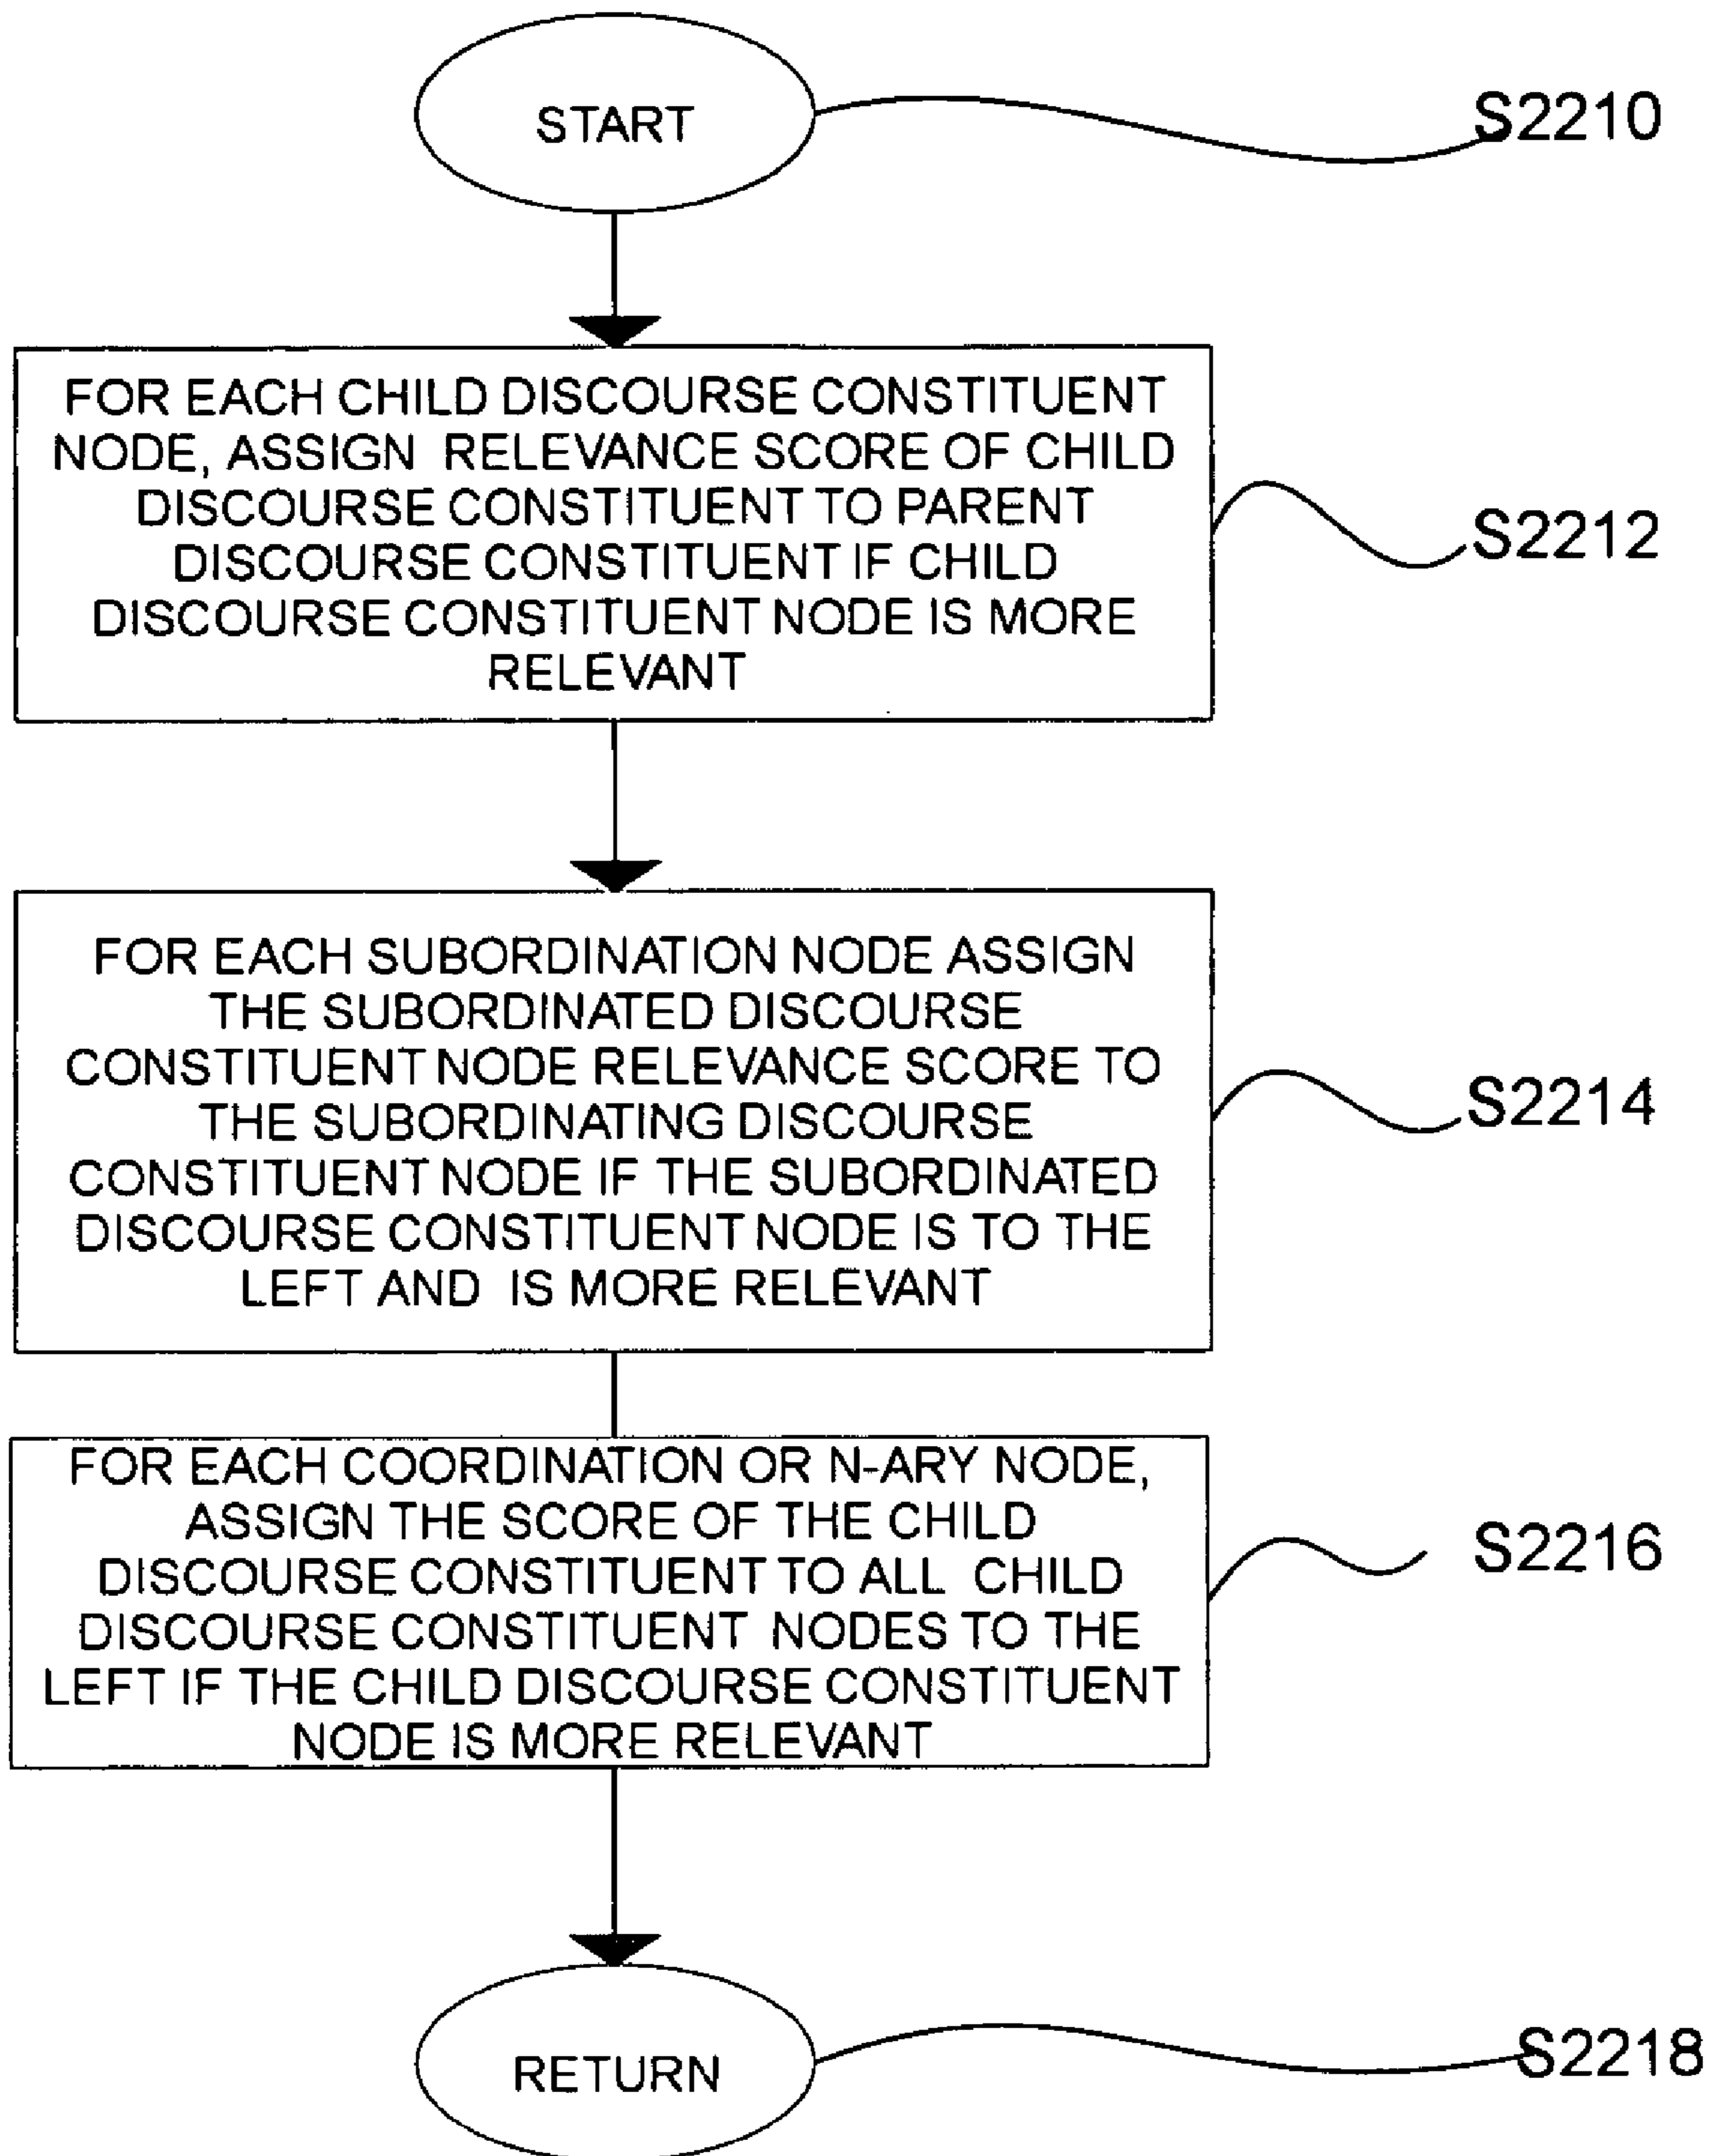 START
S2210
FOR EACH CHILD DISCOURSE CONSTITUENT
NODE, ASSIGN RELEVANCE SCORE OF CHILD
DISCOURSE CONSTITUENT TO PARENT
DISCOURSE CONSTITUENT IF CHILD
DISCOURSE CONSTITUENT NODE IS MORE
RELEVANT
S2212
FOR EACH SUBORDINATION NODE ASSIGN
THE SUBORDINATED DISCOURSE
CONSTITUENT NODE RELEVANCE SCORE TO
THE SUBORDINATING DISCOURSE
CONSTITUENT NODE IF THE SUBORDINATED
DISCOURSE CONSTITUENT NODE IS TO THE
LEFT AND IS MORE RELEVANT
S2214
FOR EACH COORDINATION OR N-ARY NODE,
ASSIGN THE SCORE OF THE CHILD
DISCOURSE CONSTITUENT TO ALL CHILD
DISCOURSE CONSTITUENT NODES TO THE
LEFT IF THE CHILD DISCOURSE CONSTITUENT
NODE IS MORE RELEVANT
S2216
RETURN
S2218